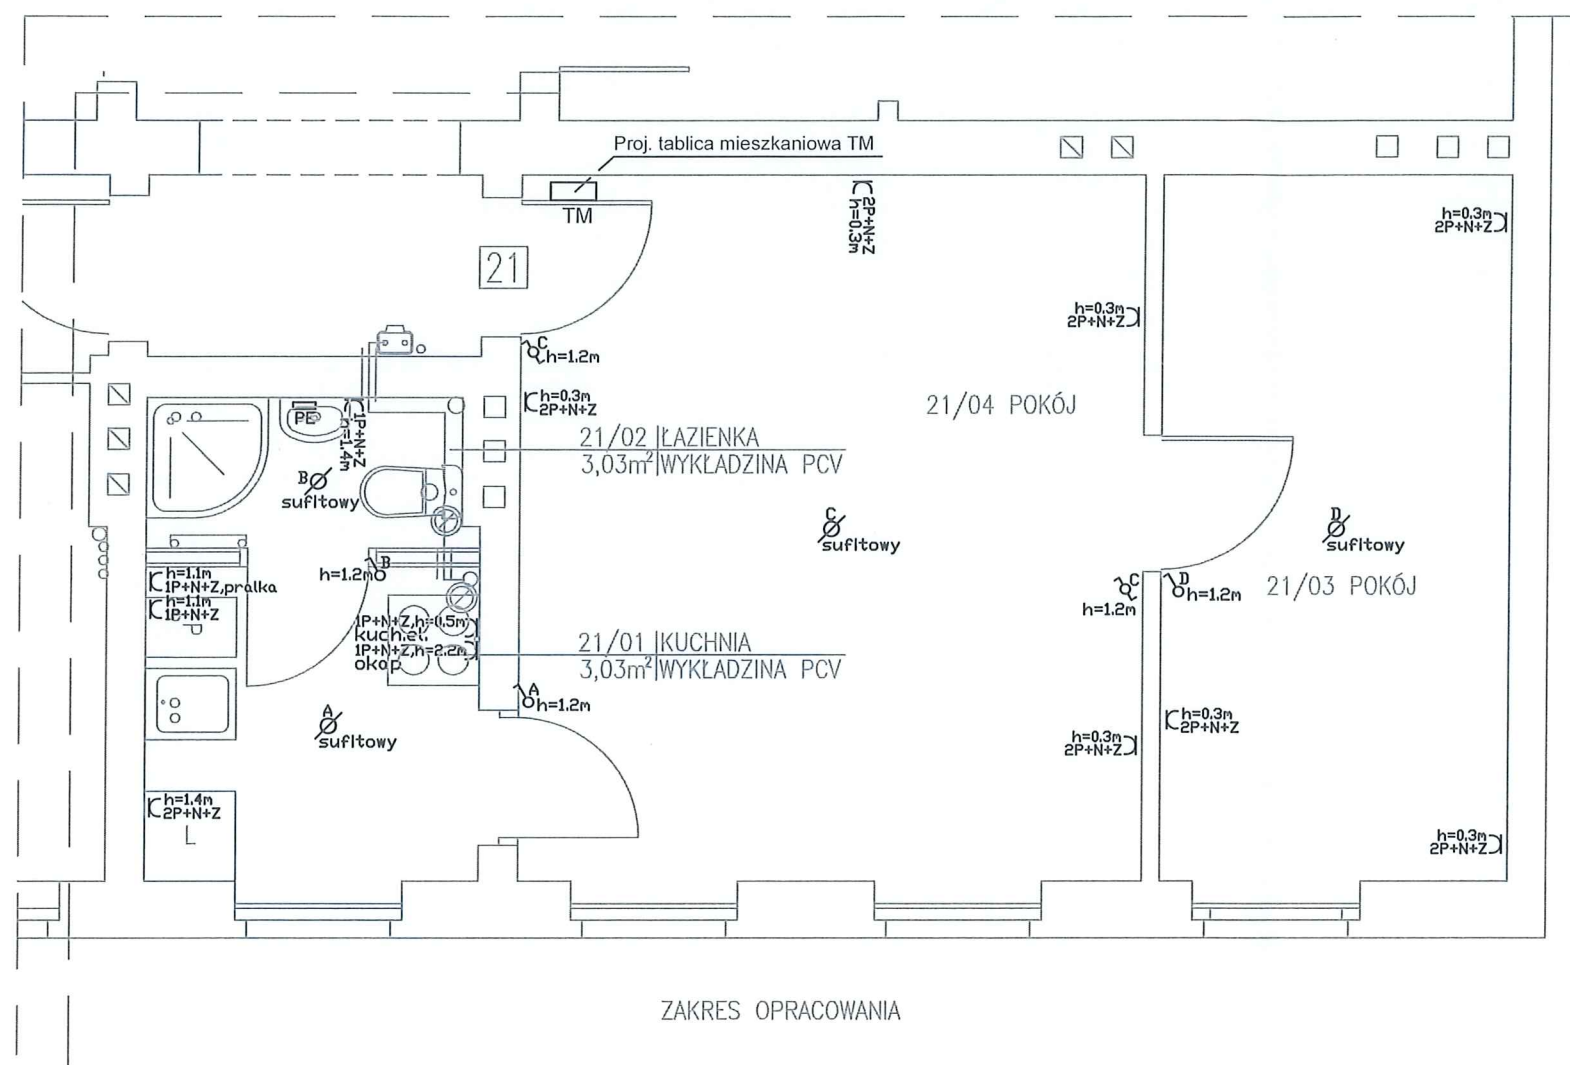 Proj. tablica mieszkaniowa TM
TM
2P+N+Z
h=0.3m
h=0.3m
2P+N+Z
21
h=0.3m
2P+N+Z
C
h=1.2m
h=0.3m
2P+N+Z
21/04 POKÓJ
PE
1P+N+Z
h=1.4m
21/02 ŁAZIENKA
3,03m² WYKŁADZINA PCV
B
sufitowy
C
sufitowy
D
sufitowy
B
h=1.2m
h=1.1m
1P+N+Z,pralka
h=1.1m
1P+N+Z
P
C
h=1.2m
D
h=1.2m
21/03 POKÓJ
1P+N+Z,h=0.5m
kuchel.
1P+N+Z,h=2.2m
okap
21/01 KUCHNIA
3,03m² WYKŁADZINA PCV
A
h=1.2m
A
sufitowy
h=0.3m
2P+N+Z
h=0.3m
2P+N+Z
h=1.4m
2P+N+Z
L
h=0.3m
2P+N+Z
ZAKRES OPRACOWANIA